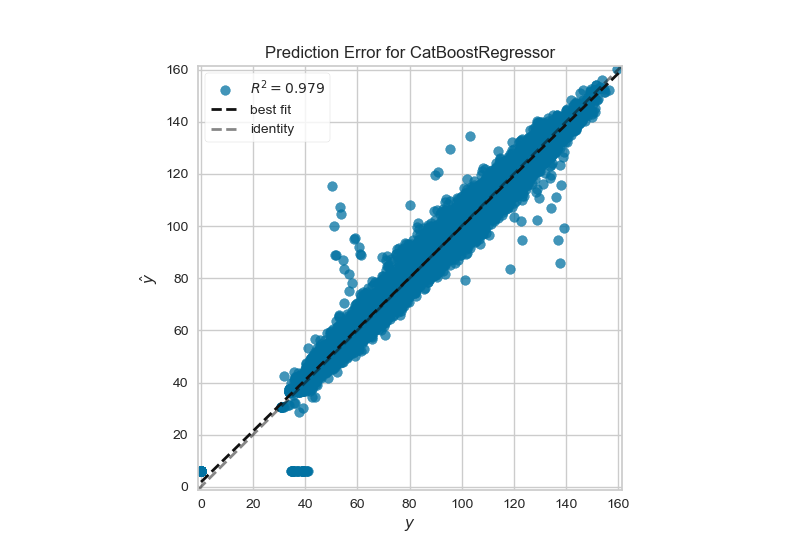 Prediction Error for CatBoostRegressor
R² = 0.979
best fit
identity
160
140
120
100
80
60
40
20
0
ŷ
0 20 40 60 80 100 120 140 160
y